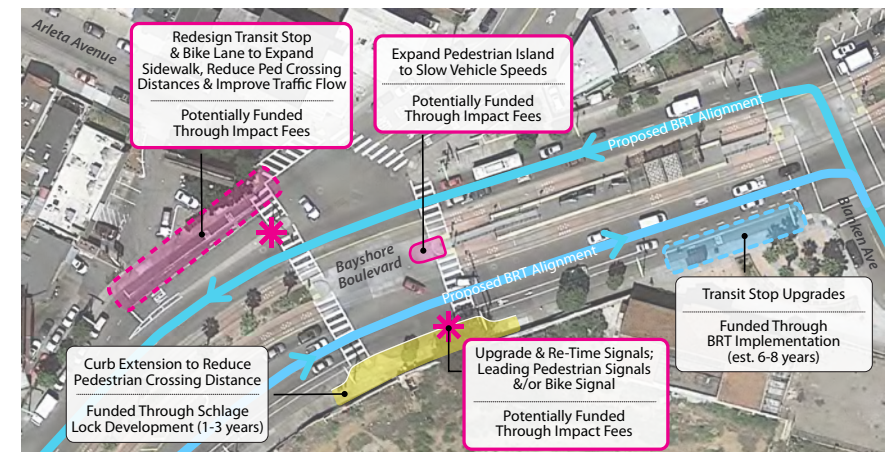 Arleta Avenue
Redesign Transit Stop
& Bike Lane to Expand
Sidewalk, Reduce Ped Crossing
Distances & Improve Traffic Flow
Potentially Funded
Through Impact Fees
Expand Pedestrian Island
to Slow Vehicle Speeds
Potentially Funded
Through Impact Fees
Proposed BRT Alignment
Bayshore
Boulevard
Proposed BRT Alignment
Blanken Ave
Transit Stop Upgrades
Funded Through
BRT Implementation
(est. 6-8 years)
Curb Extension to Reduce
Pedestrian Crossing Distance
Funded Through Schlage
Lock Development (1-3 years)
Upgrade & Re-Time Signals;
Leading Pedestrian Signals
&/or Bike Signal
Potentially Funded
Through Impact Fees